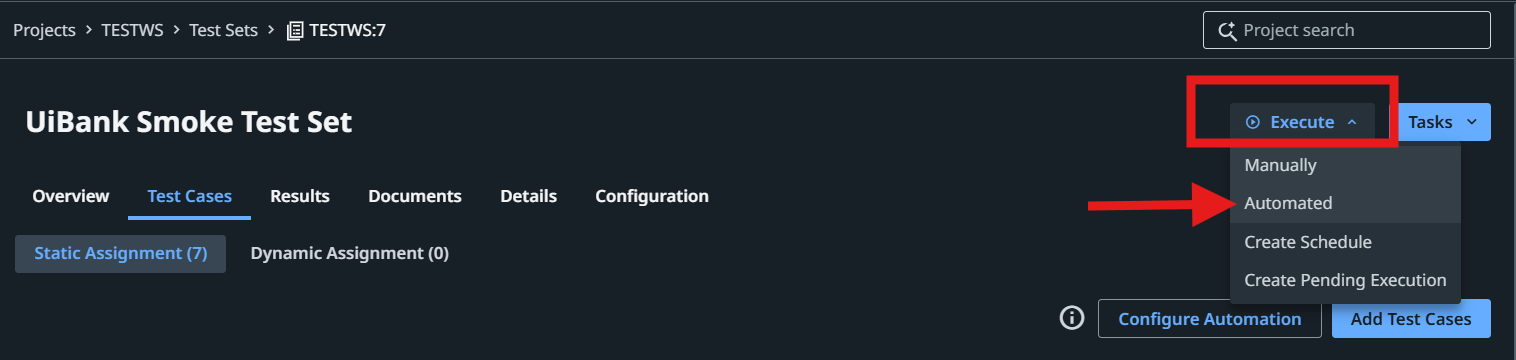 Projects > TESTWS > Test Sets > TESTWS:7
Project search
UiBank Smoke Test Set
Execute
Tasks
Manually
Automated
Create Schedule
Create Pending Execution
Overview Test Cases Results Documents Details Configuration
Static Assignment (7) Dynamic Assignment (0)
Configure Automation
Add Test Cases